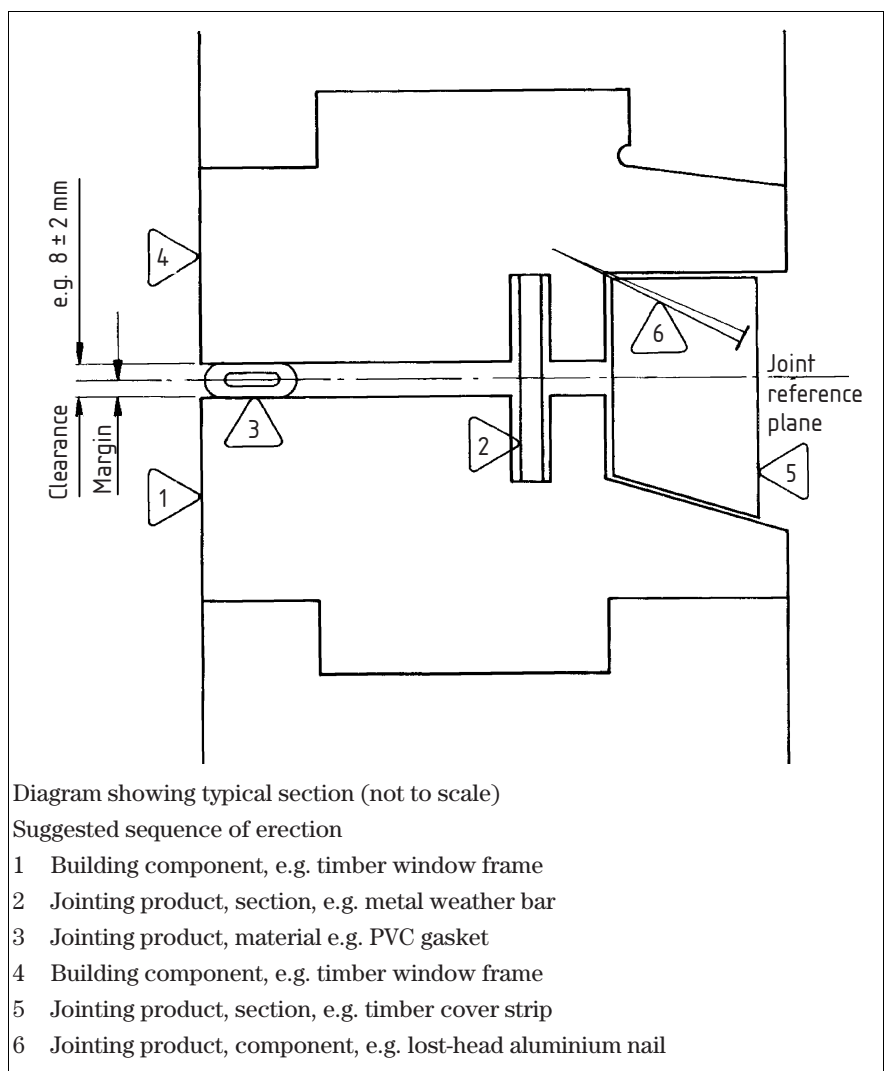 e.g. 8 ± 2 mm
4
6
Joint
reference
plane
3
2
5
Clearance
Margin
1
Diagram showing typical section (not to scale)
Suggested sequence of erection
1 Building component, e.g. timber window frame
2 Jointing product, section, e.g. metal weather bar
3 Jointing product, material e.g. PVC gasket
4 Building component, e.g. timber window frame
5 Jointing product, section, e.g. timber cover strip
6 Jointing product, component, e.g. lost-head aluminium nail